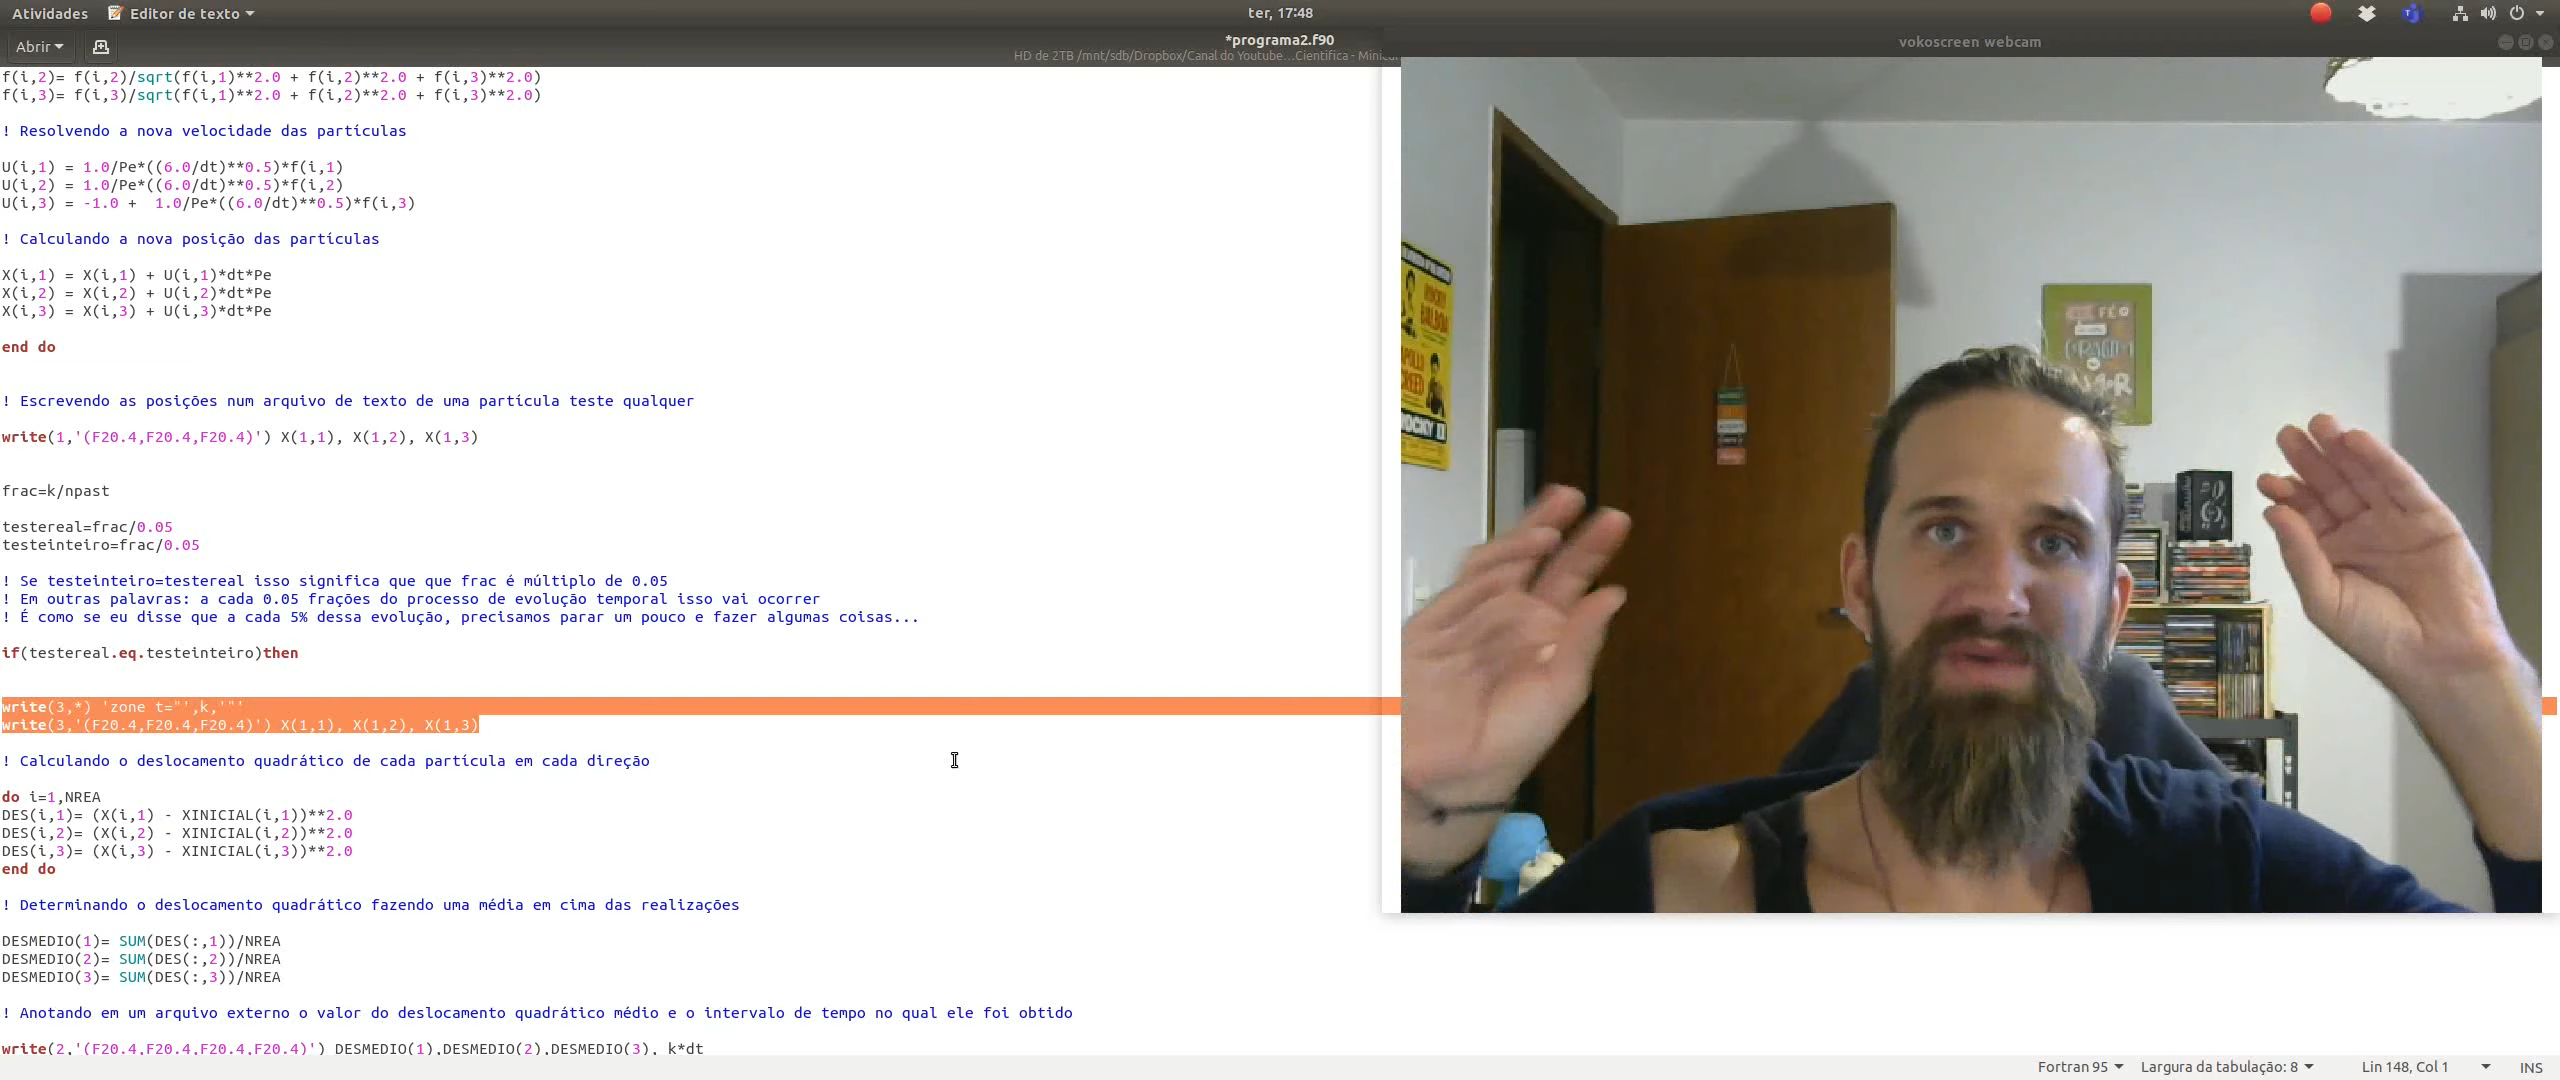 Atividades
Editor de texto
ter, 17:48
Abrir
*programa2.f90
HD de 2TB /mnt/sdb/Dropbox/Canal do Youtube…Cientifica - Mini
vokoscreen webcam
f(i,2)= f(i,2)/sqrt(f(i,1)**2.0 + f(i,2)**2.0 + f(i,3)**2.0)
f(i,3)= f(i,3)/sqrt(f(i,1)**2.0 + f(i,2)**2.0 + f(i,3)**2.0)
! Resolvendo a nova velocidade das partículas
U(i,1) = 1.0/Pe*((6.0/dt)**0.5)*f(i,1)
U(i,2) = 1.0/Pe*((6.0/dt)**0.5)*f(i,2)
U(i,3) = -1.0 +  1.0/Pe*((6.0/dt)**0.5)*f(i,3)
! Calculando a nova posição das partículas
X(i,1) = X(i,1) + U(i,1)*dt*Pe
X(i,2) = X(i,2) + U(i,2)*dt*Pe
X(i,3) = X(i,3) + U(i,3)*dt*Pe
end do
! Escrevendo as posições num arquivo de texto de uma partícula teste qualquer
write(1,'(F20.4,F20.4,F20.4)') X(1,1), X(1,2), X(1,3)
frac=k/npast
testereal=frac/0.05
testeinteiro=frac/0.05
! Se testeinteiro=testereal isso significa que que frac é múltiplo de 0.05
! Em outras palavras: a cada 0.05 frações do processo de evolução temporal isso vai ocorrer
! É como se eu disse que a cada 5% dessa evolução, precisamos parar um pouco e fazer algumas coisas...
if(testereal.eq.testeinteiro)then
write(3,*) 'zone t="',k,'"'
write(3,'(F20.4,F20.4,F20.4)') X(1,1), X(1,2), X(1,3)
! Calculando o deslocamento quadrático de cada partícula em cada direção
do i=1,NREA
DES(i,1)= (X(i,1) - XINICIAL(i,1))**2.0
DES(i,2)= (X(i,2) - XINICIAL(i,2))**2.0
DES(i,3)= (X(i,3) - XINICIAL(i,3))**2.0
end do
! Determinando o deslocamento quadrático fazendo uma média em cima das realizações
DESMEDIO(1)= SUM(DES(:,1))/NREA
DESMEDIO(2)= SUM(DES(:,2))/NREA
DESMEDIO(3)= SUM(DES(:,3))/NREA
! Anotando em um arquivo externo o valor do deslocamento quadrático médio e o intervalo de tempo no qual ele foi obtido
write(2,'(F20.4,F20.4,F20.4,F20.4)') DESMEDIO(1),DESMEDIO(2),DESMEDIO(3), k*dt
ROCKY II
Fortran 95
Largura da tabulação: 8
Lin 148, Col 1
INS